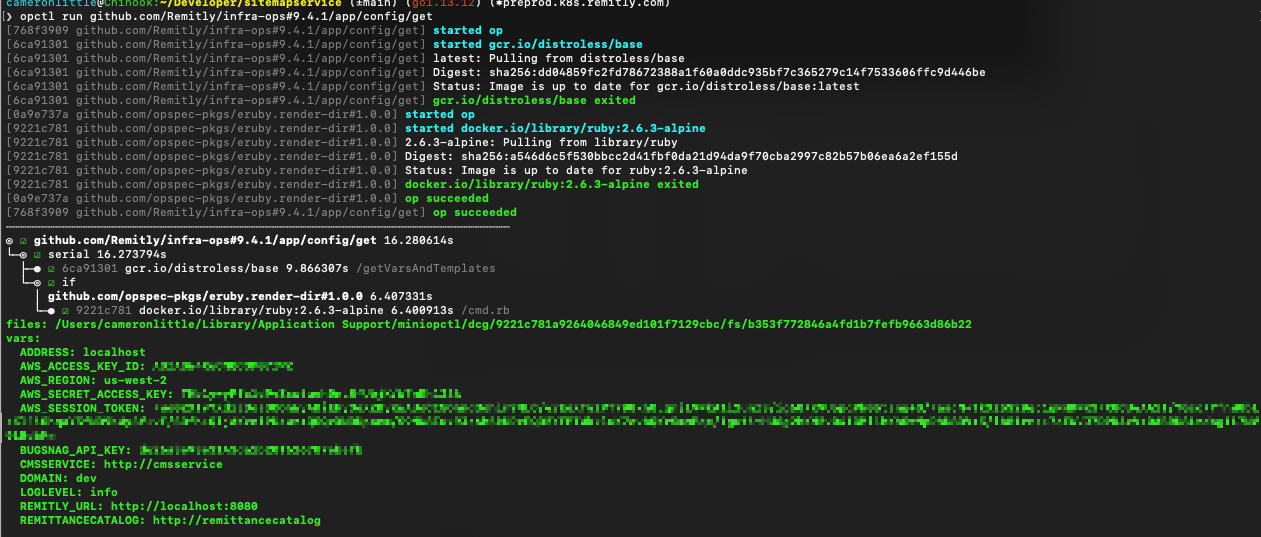 cameronlittle@Chinook:~/Developer/sitemapservice (±main) (go1.13.12) (⎈preprod.k8s.remitly.com)
❯ opctl run github.com/Remitly/infra-ops#9.4.1/app/config/get
[768f3909 github.com/Remitly/infra-ops#9.4.1/app/config/get] started op
[6ca91301 github.com/Remitly/infra-ops#9.4.1/app/config/get] started gcr.io/distroless/base
[6ca91301 github.com/Remitly/infra-ops#9.4.1/app/config/get] latest: Pulling from distroless/base
[6ca91301 github.com/Remitly/infra-ops#9.4.1/app/config/get] Digest: sha256:dd04859fc2fd78672388a1f60a0ddc935bf7c365279c14f7533606ffc9d446be
[6ca91301 github.com/Remitly/infra-ops#9.4.1/app/config/get] Status: Image is up to date for gcr.io/distroless/base:latest
[6ca91301 github.com/Remitly/infra-ops#9.4.1/app/config/get] gcr.io/distroless/base exited
[0a9e737a github.com/opspec-pkgs/eruby.render-dir#1.0.0] started op
[9221c781 github.com/opspec-pkgs/eruby.render-dir#1.0.0] started docker.io/library/ruby:2.6.3-alpine
[9221c781 github.com/opspec-pkgs/eruby.render-dir#1.0.0] 2.6.3-alpine: Pulling from library/ruby
[9221c781 github.com/opspec-pkgs/eruby.render-dir#1.0.0] Digest: sha256:a546d6c5f530bbcc2d41fbf0da21d94da9f70cba2997c82b57b06ea6a2ef155d
[9221c781 github.com/opspec-pkgs/eruby.render-dir#1.0.0] Status: Image is up to date for ruby:2.6.3-alpine
[9221c781 github.com/opspec-pkgs/eruby.render-dir#1.0.0] docker.io/library/ruby:2.6.3-alpine exited
[0a9e737a github.com/opspec-pkgs/eruby.render-dir#1.0.0] op succeeded
[768f3909 github.com/Remitly/infra-ops#9.4.1/app/config/get] op succeeded
◎ ☑ github.com/Remitly/infra-ops#9.4.1/app/config/get 16.280614s
└─◎ ☑ serial 16.273794s
├─● ☑ 6ca91301 gcr.io/distroless/base 9.866307s /getVarsAndTemplates
└─◎ ☑ if
│ github.com/opspec-pkgs/eruby.render-dir#1.0.0 6.407331s
└─● ☑ 9221c781 docker.io/library/ruby:2.6.3-alpine 6.400913s /cmd.rb
files: /Users/cameronlittle/Library/Application Support/miniopctl/dcg/9221c781a9264046849ed101f7129cbc/fs/b353f772846a4fd1b7fefb9663d86b22
vars:
ADDRESS: localhost
AWS_ACCESS_KEY_ID:
AWS_REGION: us-west-2
AWS_SECRET_ACCESS_KEY:
AWS_SESSION_TOKEN:
BUGSNAG_API_KEY:
CMSSERVICE: http://cmsservice
DOMAIN: dev
LOGLEVEL: info
REMITLY_URL: http://localhost:8080
REMITTANCECATALOG: http://remittancecatalog